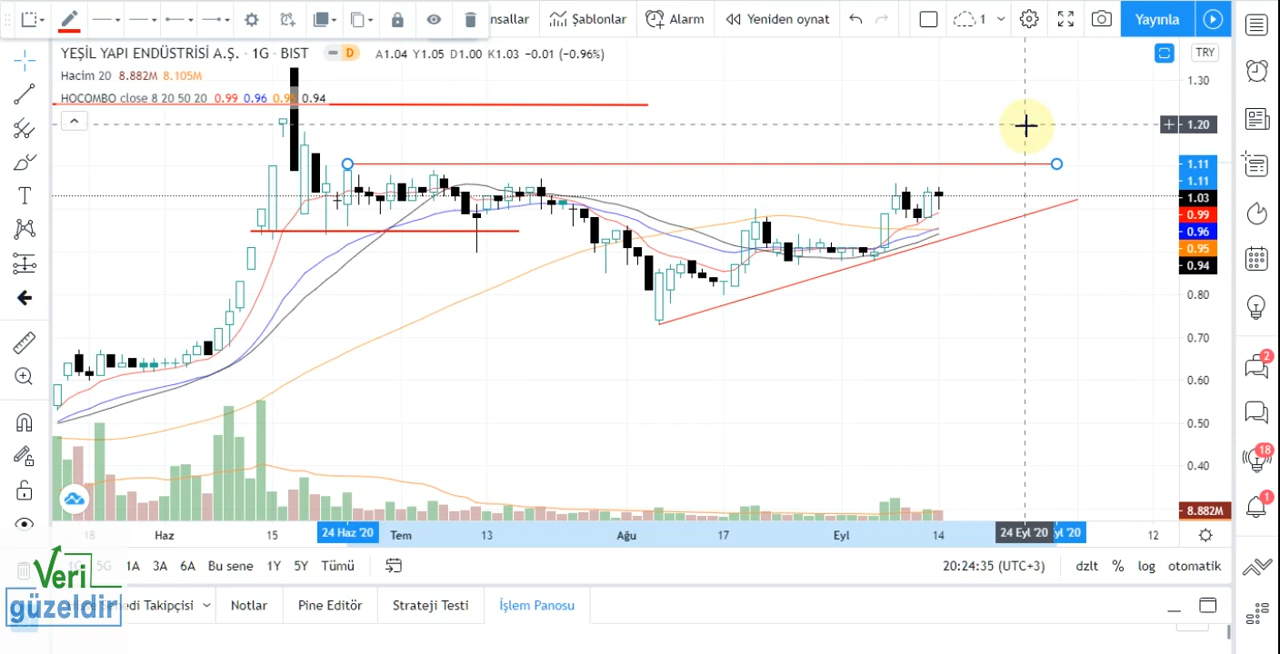 nsallar
Şablonlar
Alarm
Yeniden oynat
1
Yayınla
YEŞİL YAPI ENDÜSTRİSİ A.Ş. · 1G · BIST
D
A1.04 Y1.05 D1.00 K1.03 −0.01 (−0.96%)
TRY
Hacim 20 8.882M 8.105M
HOCOMBO close 8 20 50 20 0.99 0.96 0.94
1.30
1.20
1.11
1.11
1.03
0.99
0.96
0.95
0.94
0.80
0.70
0.60
0.50
0.40
8.882M
2
18
1
18
Haz
15
24 Haz '20
Tem
13
Ağu
17
Eyl
14
24 Eyl '20
yl '20
12
5G
1A
3A
6A
Bu sene
1Y
5Y
Tümü
20:24:35 (UTC+3)
dzlt
%
log
otomatik
Veri
güzeldir
di Takipçisi
Notlar
Pine Editör
Strateji Testi
İşlem Panosu